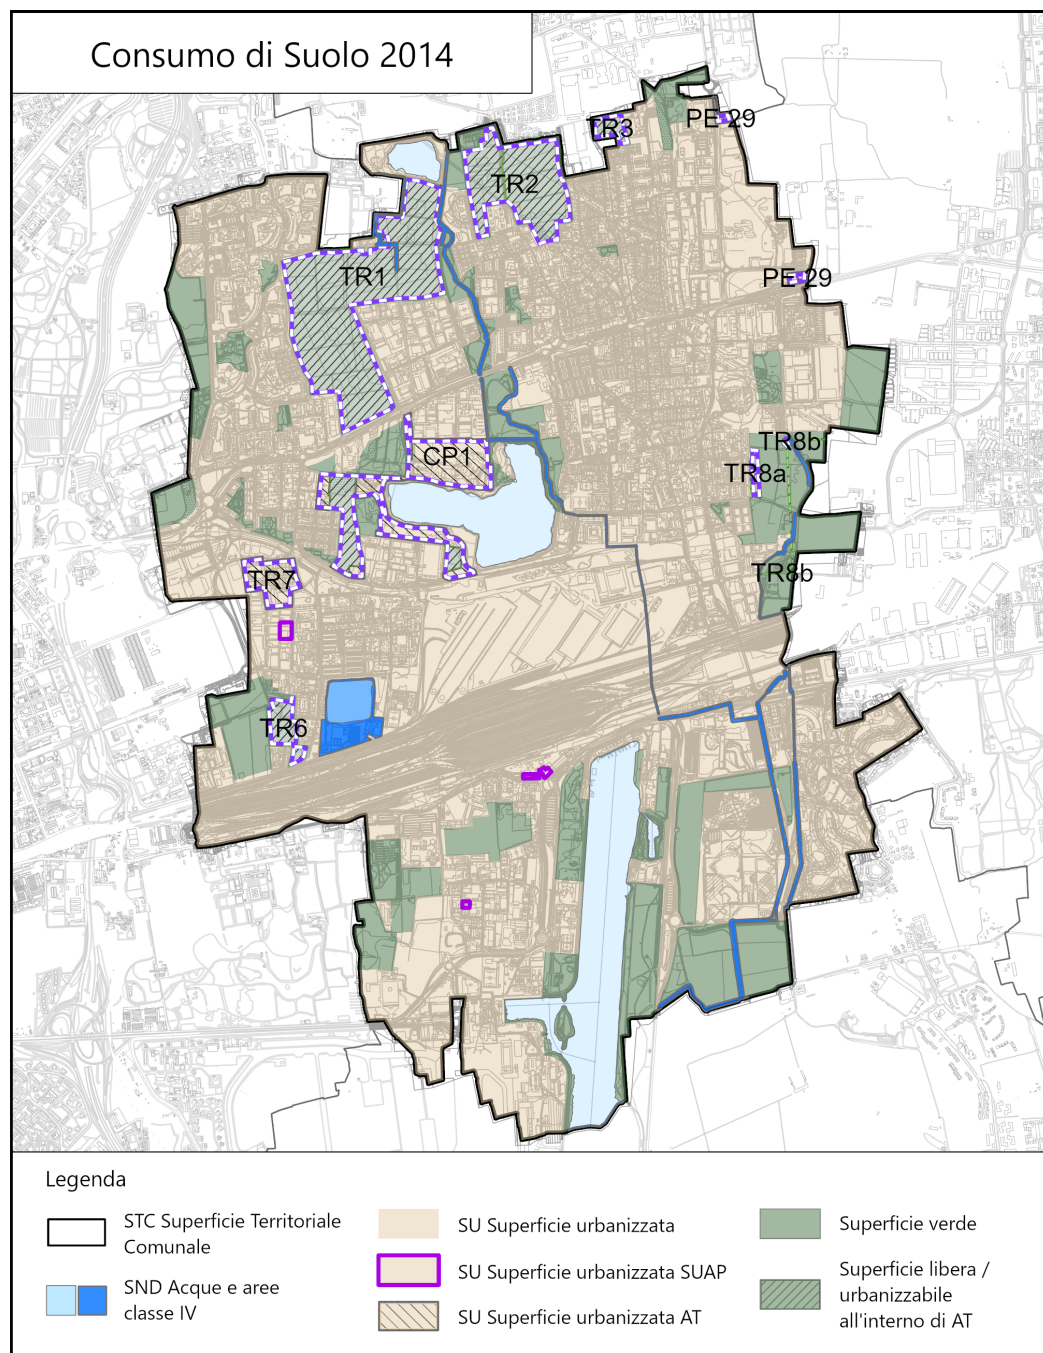 Consumo di Suolo 2014
TR3
PE 29
TR2
TR1
PE 29
TR8b
CP1
TR8a
TR8b
TR7
TR6
Legenda
STC Superficie Territoriale
Comunale
SND Acque e aree
classe IV
SU Superficie urbanizzata
SU Superficie urbanizzata SUAP
SU Superficie urbanizzata AT
Superficie verde
Superficie libera /
urbanizzabile
all'interno di AT